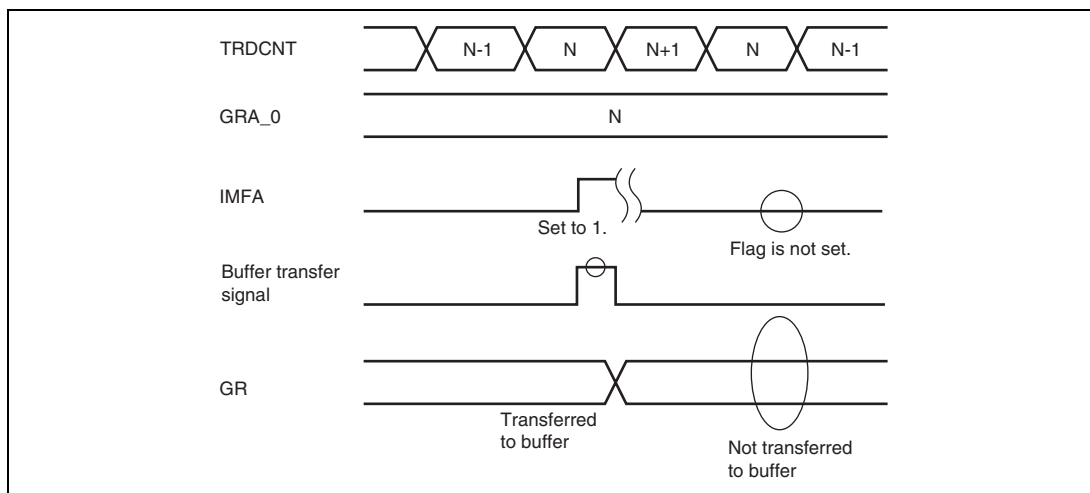 TRDCNT
N-1 N N+1 N N-1
GRA_0
N
IMFA
Set to 1.
Flag is not set.
Buffer transfer
signal
GR
Transferred
to buffer
Not transferred
to buffer